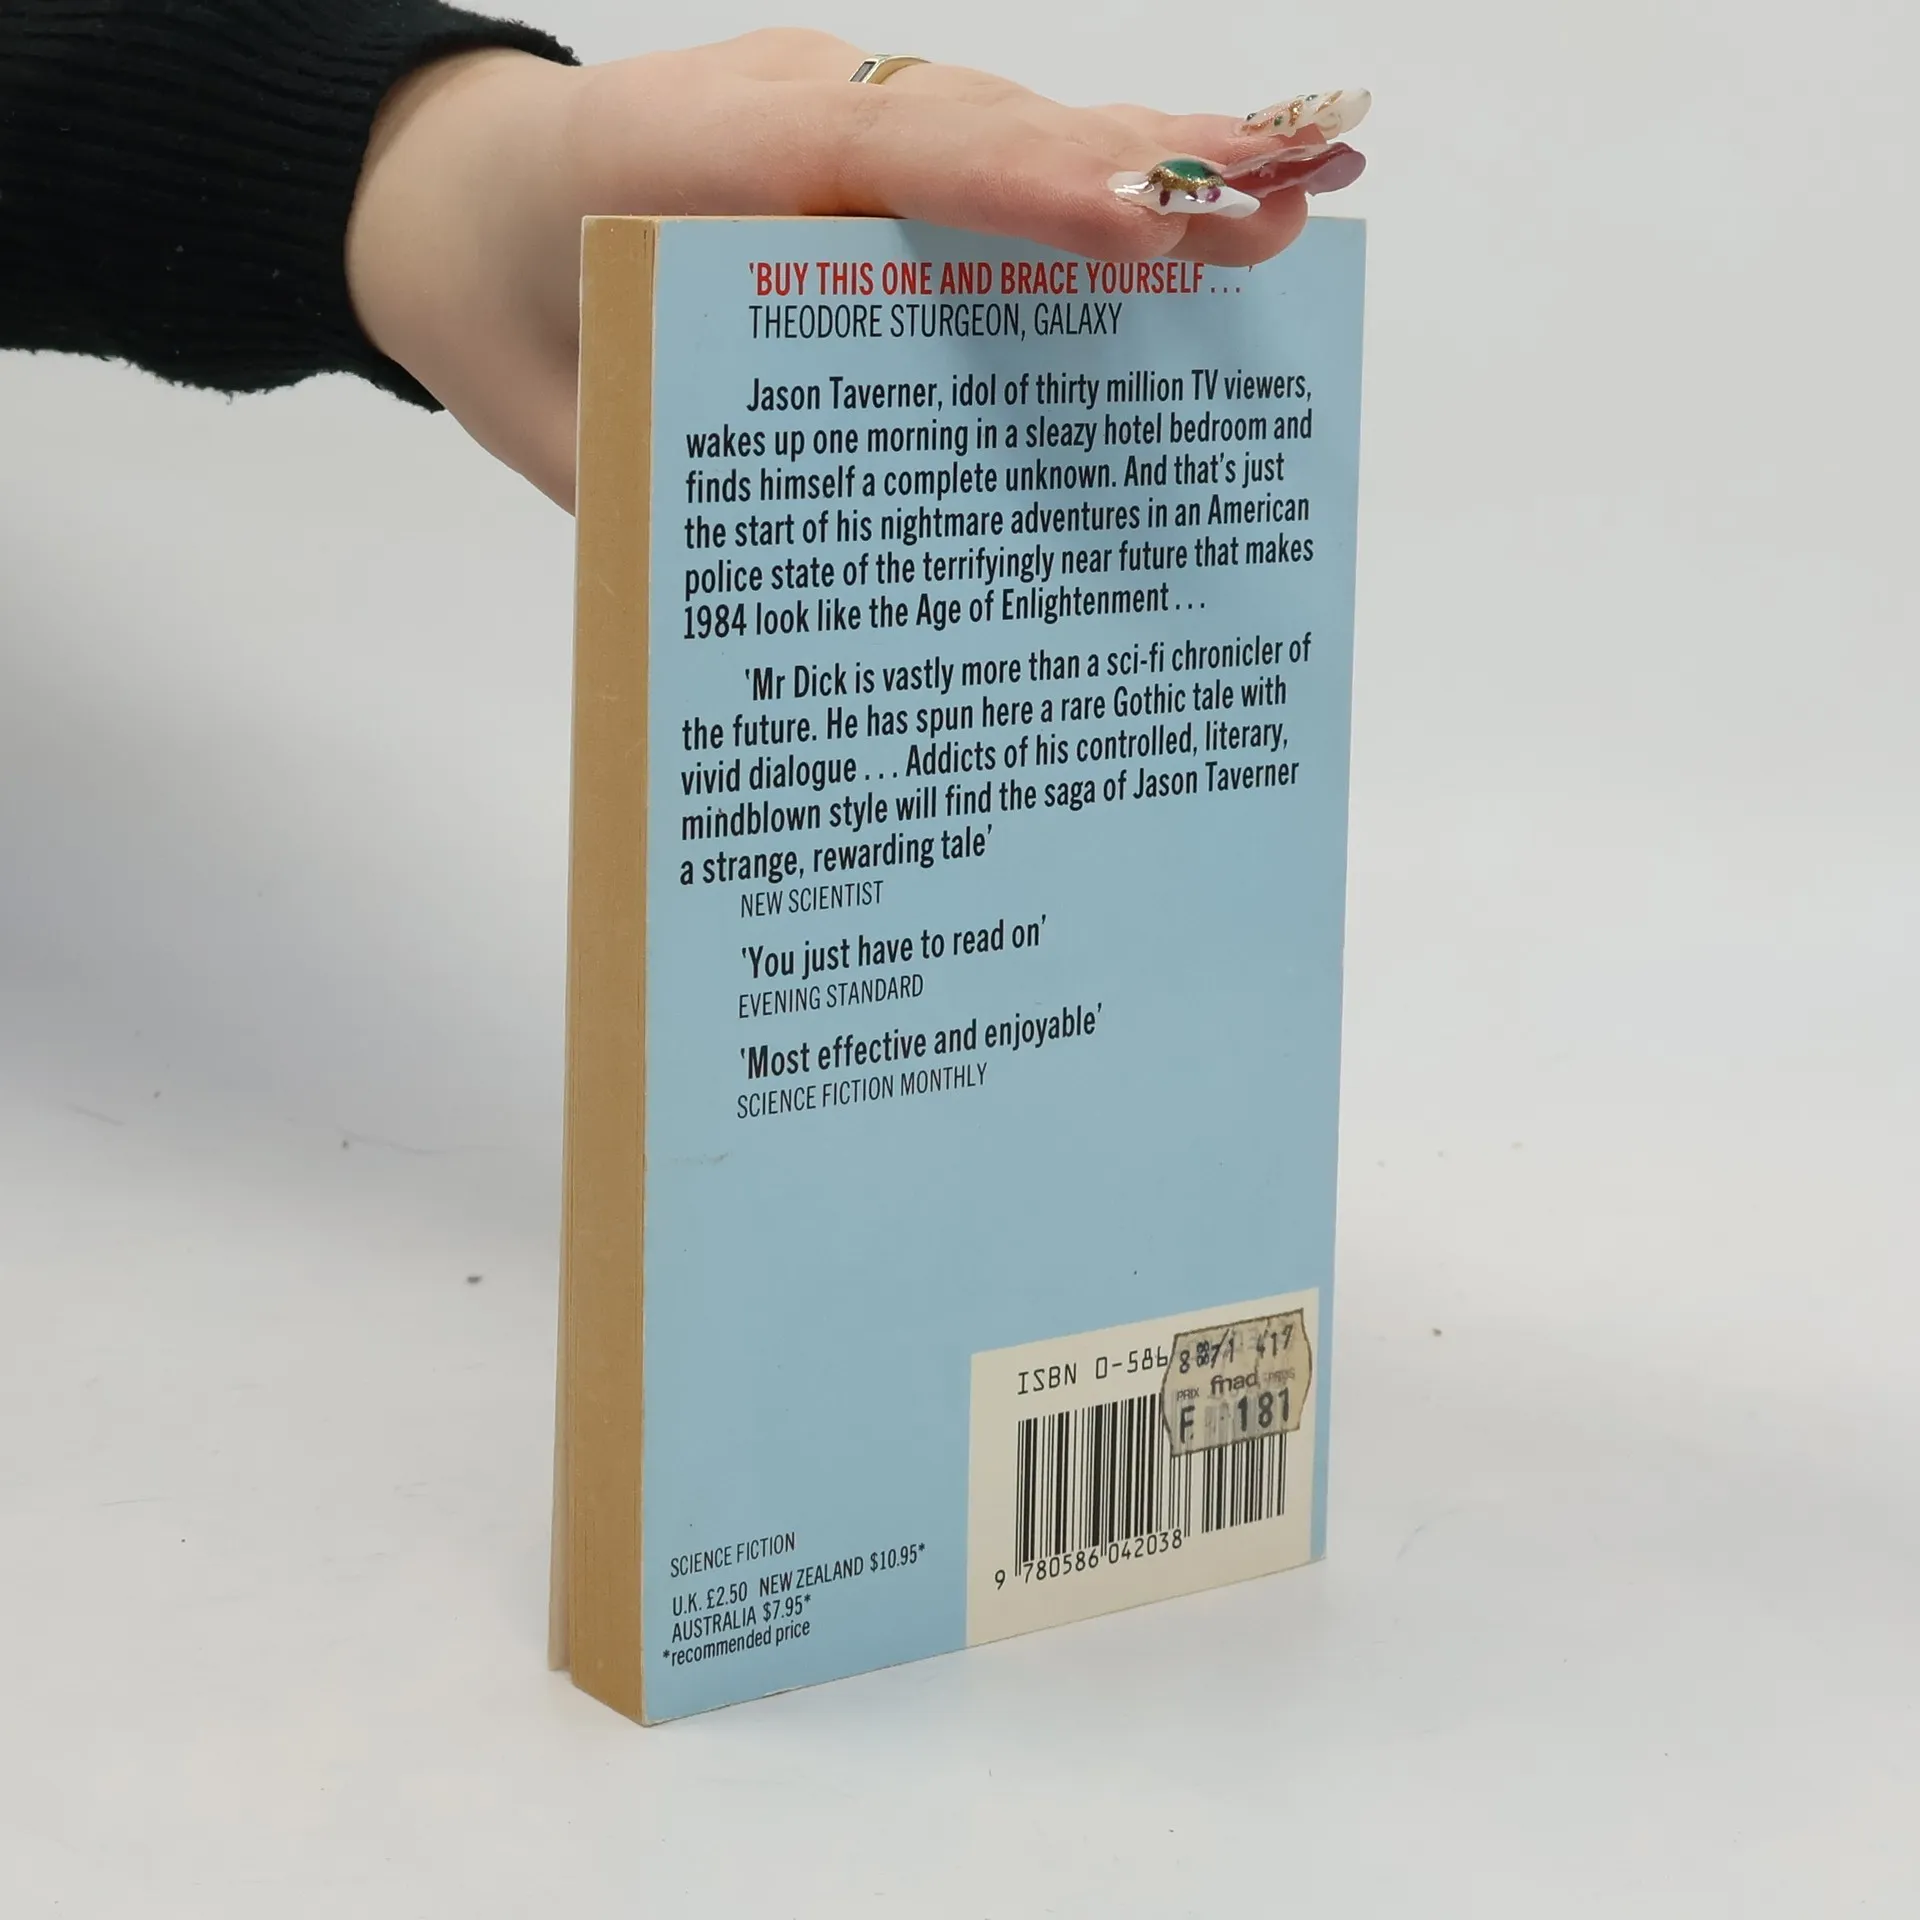 'BUY THIS ONE AND BRACE YOURSELF...'
THEODORE STURGEON, GALAXY
Jason Taverner, idol of thirty million TV viewers,
wakes up one morning in a sleazy hotel bedroom and
finds himself a complete unknown. And that's just
the start of his nightmare adventures in an American
police state of the terrifyingly near future that makes
1984 look like the Age of Enlightenment...
'Mr Dick is vastly more than a sci-fi chronicler of
the future. He has spun here a rare Gothic tale with
vivid dialogue... Addicts of his controlled, literary,
mindblown style will find the saga of Jason Taverner
a strange, rewarding tale'
NEW SCIENTIST
'You just have to read on'
EVENING STANDARD
'Most effective and enjoyable'
SCIENCE FICTION MONTHLY
ISBN 0-586
417
PRIX fnac
F 181
9 780586 042038
SCIENCE FICTION
U.K. £2.50 NEW ZEALAND $10.95*
AUSTRALIA $7.95*
*recommended price